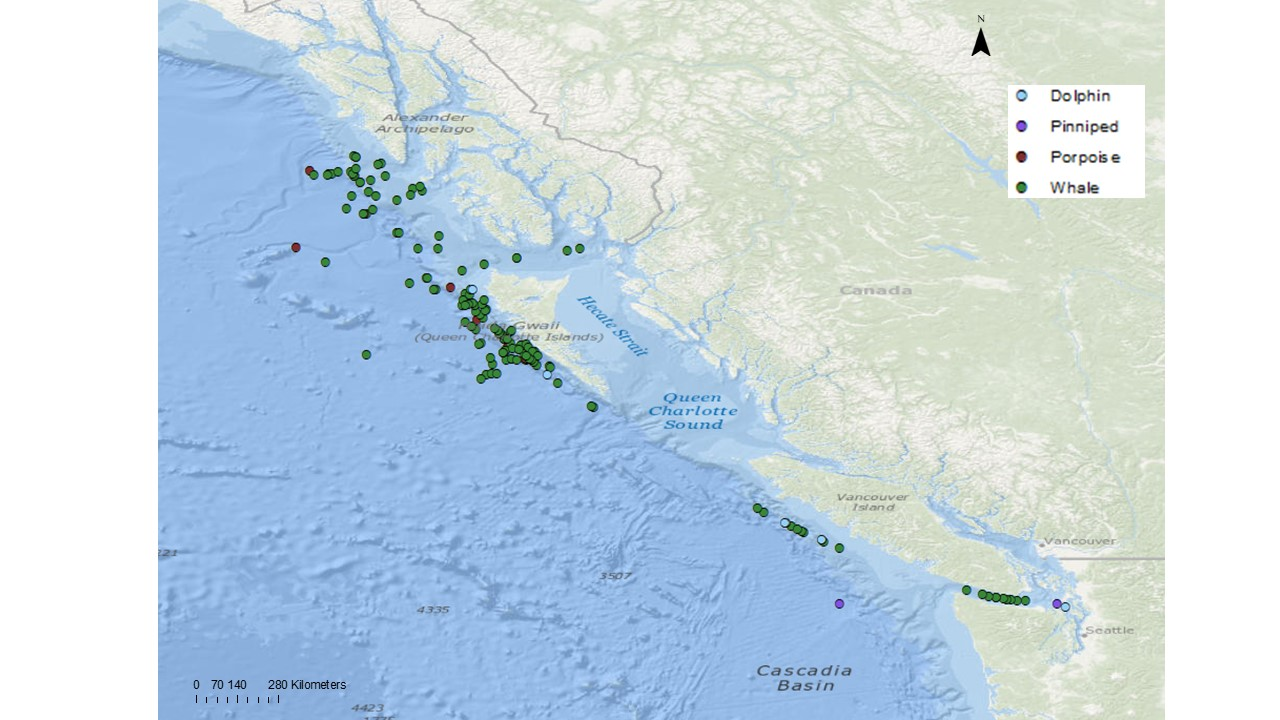 N
Dolphin
Pinniped
Porpoise
Whale
Alexander
Archipelago
Canada
Hecate Strait
Gwaii
(Queen Charlotte Islands)
Queen
Charlotte
Sound
Vancouver
Island
Vancouver
3507
4335
Seattle
Cascadia
Basin
0 70 140 280 Kilometers
4423